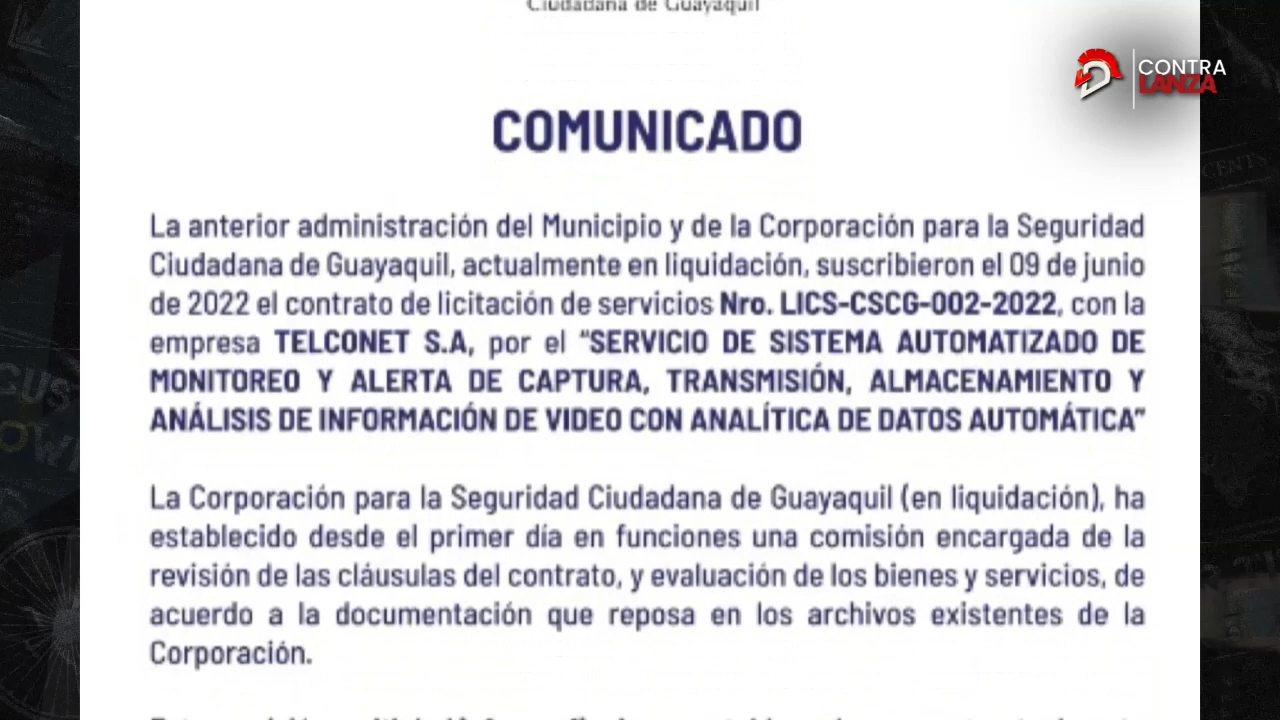 Ciudadana de Guayaquil
CONTRA
LANZA
COMUNICADO
La anterior administración del Municipio y de la Corporación para la Seguridad
Ciudadana de Guayaquil, actualmente en liquidación, suscribieron el 09 de junio
de 2022 el contrato de licitación de servicios Nro. LICS-CSCG-002-2022, con la
empresa TELCONET S.A, por el “SERVICIO DE SISTEMA AUTOMATIZADO DE
MONITOREO Y ALERTA DE CAPTURA, TRANSMISIÓN, ALMACENAMIENTO Y
ANÁLISIS DE INFORMACIÓN DE VIDEO CON ANALÍTICA DE DATOS AUTOMÁTICA”
La Corporación para la Seguridad Ciudadana de Guayaquil (en liquidación), ha
establecido desde el primer día en funciones una comisión encargada de la
revisión de las cláusulas del contrato, y evaluación de los bienes y servicios, de
acuerdo a la documentación que reposa en los archivos existentes de la
Corporación.